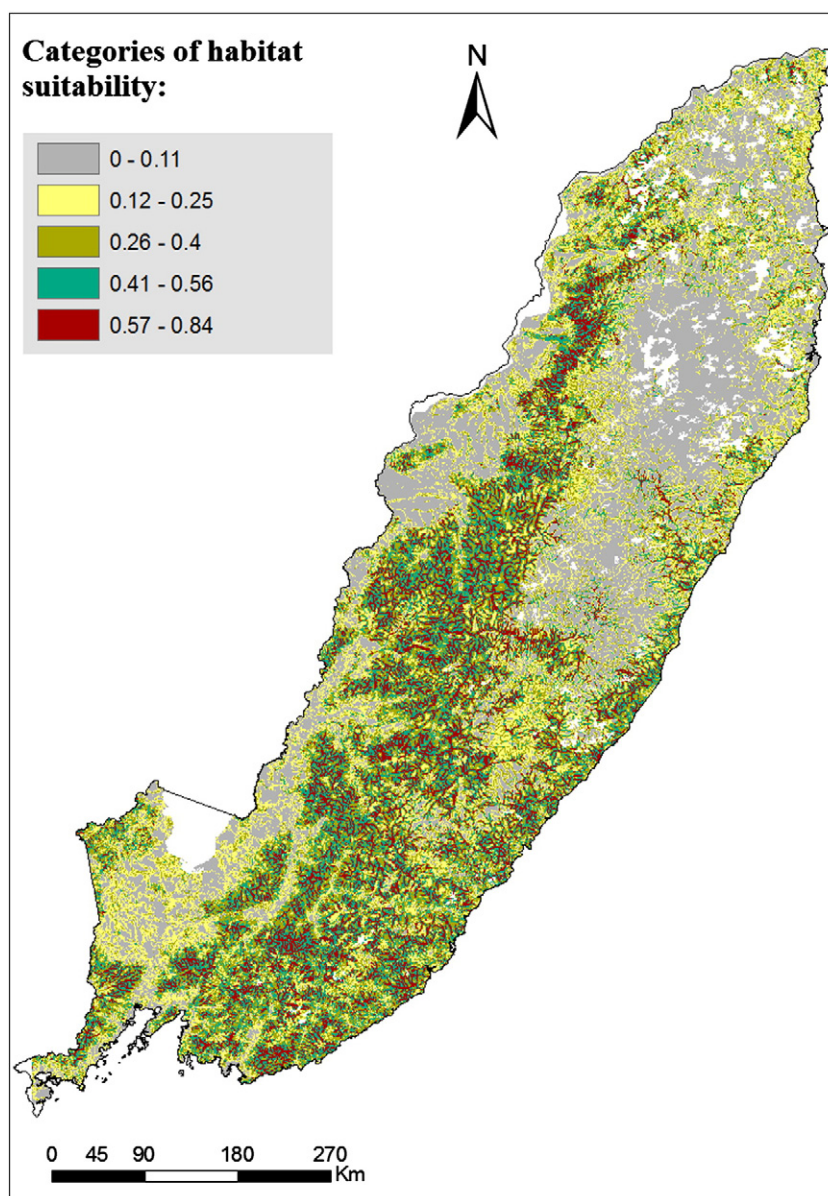 Categories of habitat
suitability:
N
0 - 0.11
0.12 - 0.25
0.26 - 0.4
0.41 - 0.56
0.57 - 0.84
0 45 90 180 270
Km